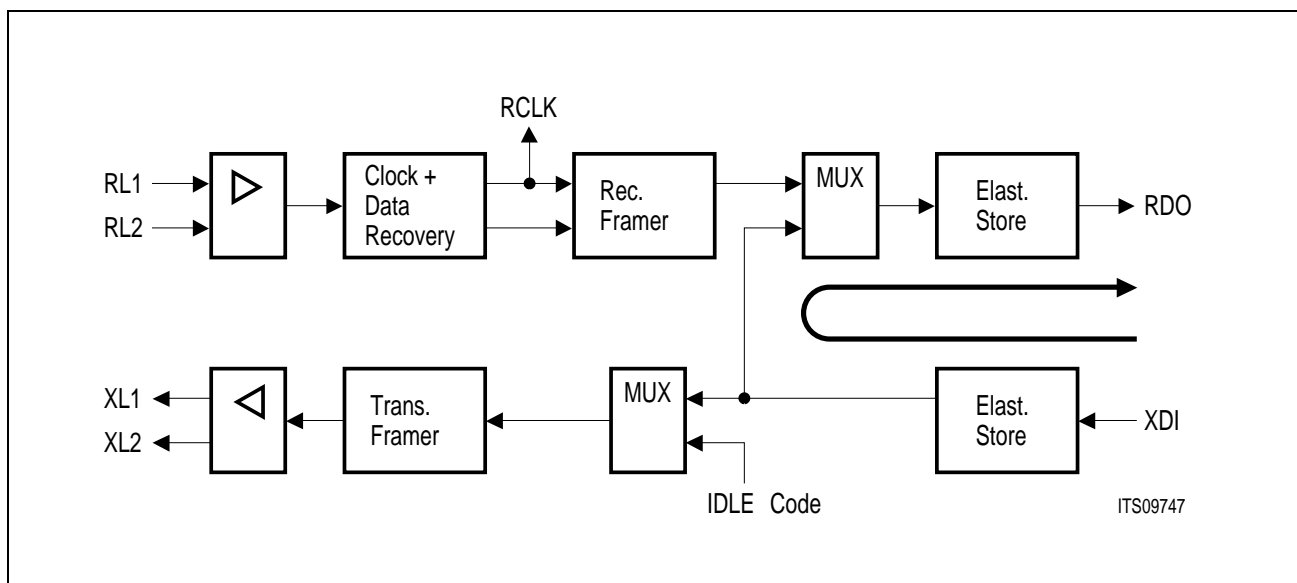 RCLK
RL1
RL2
Clock +
Data
Recovery
Rec.
Framer
MUX
Elast.
Store
RDO
XL1
XL2
Trans.
Framer
MUX
Elast.
Store
XDI
IDLE Code
ITS09747